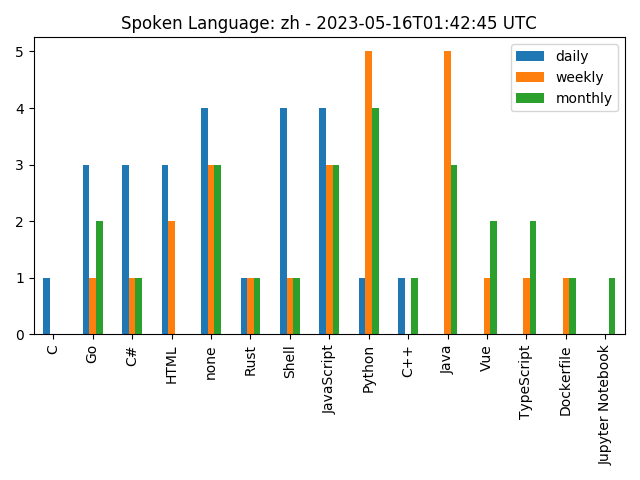 Spoken Language: zh - 2023-05-16T01:42:45 UTC
daily
weekly
monthly
5
4
3
2
1
0
C
Go
C#
HTML
none
Rust
Shell
JavaScript
Python
C++
Java
Vue
TypeScript
Dockerfile
Jupyter Notebook